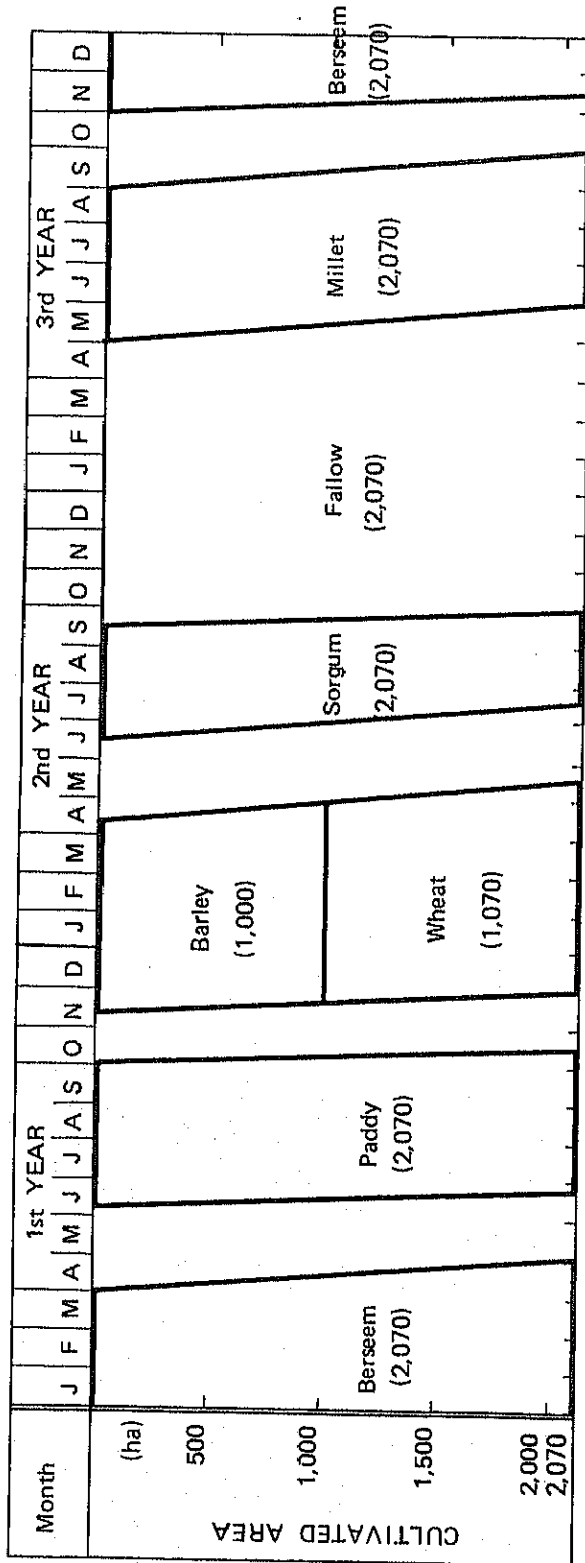 Month
1st YEAR
2nd YEAR
3rd YEAR
J F M A M J J A S O N D J F M A M J J A S O N D J F M A M J J A S O N D
CULTIVATED AREA
(ha)
500
1,000
1,500
2,000
2,070
Berseem
(2,070)
Paddy
(2,070)
Barley
(1,000)
Wheat
(1,070)
Sorgum
(2,070)
Fallow
(2,070)
Millet
(2,070)
Berseem
(2,070)